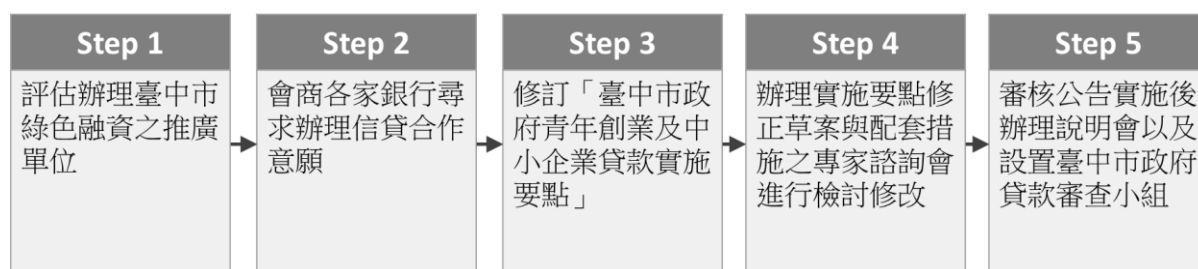 Step 1
評估辦理臺中市
綠色融資之推廣
單位
Step 2
會商各家銀行尋
求辦理信貸合作
意願
Step 3
修訂「臺中市政
府青年創業及中
小企業貸款實施
要點」
Step 4
辦理實施要點修
正草案與配套措
施之專家諮詢會
進行檢討修改
Step 5
審核公告實施後
辦理說明會以及
設置臺中市政府
貸款審查小組